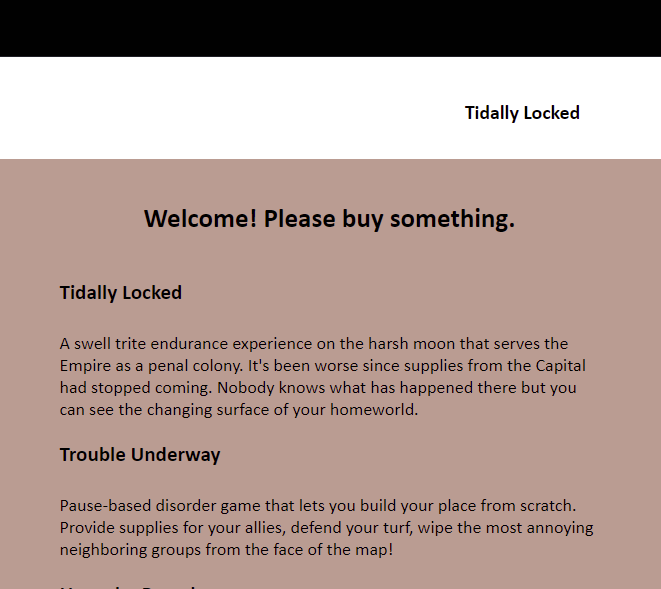 Tidally Locked
Welcome! Please buy something.
Tidally Locked
A swell trite endurance experience on the harsh moon that serves the
Empire as a penal colony. It's been worse since supplies from the Capital
had stopped coming. Nobody knows what has happened there but you
can see the changing surface of your homeworld.
Trouble Underway
Pause-based disorder game that lets you build your place from scratch.
Provide supplies for your allies, defend your turf, wipe the most annoying
neighboring groups from the face of the map!